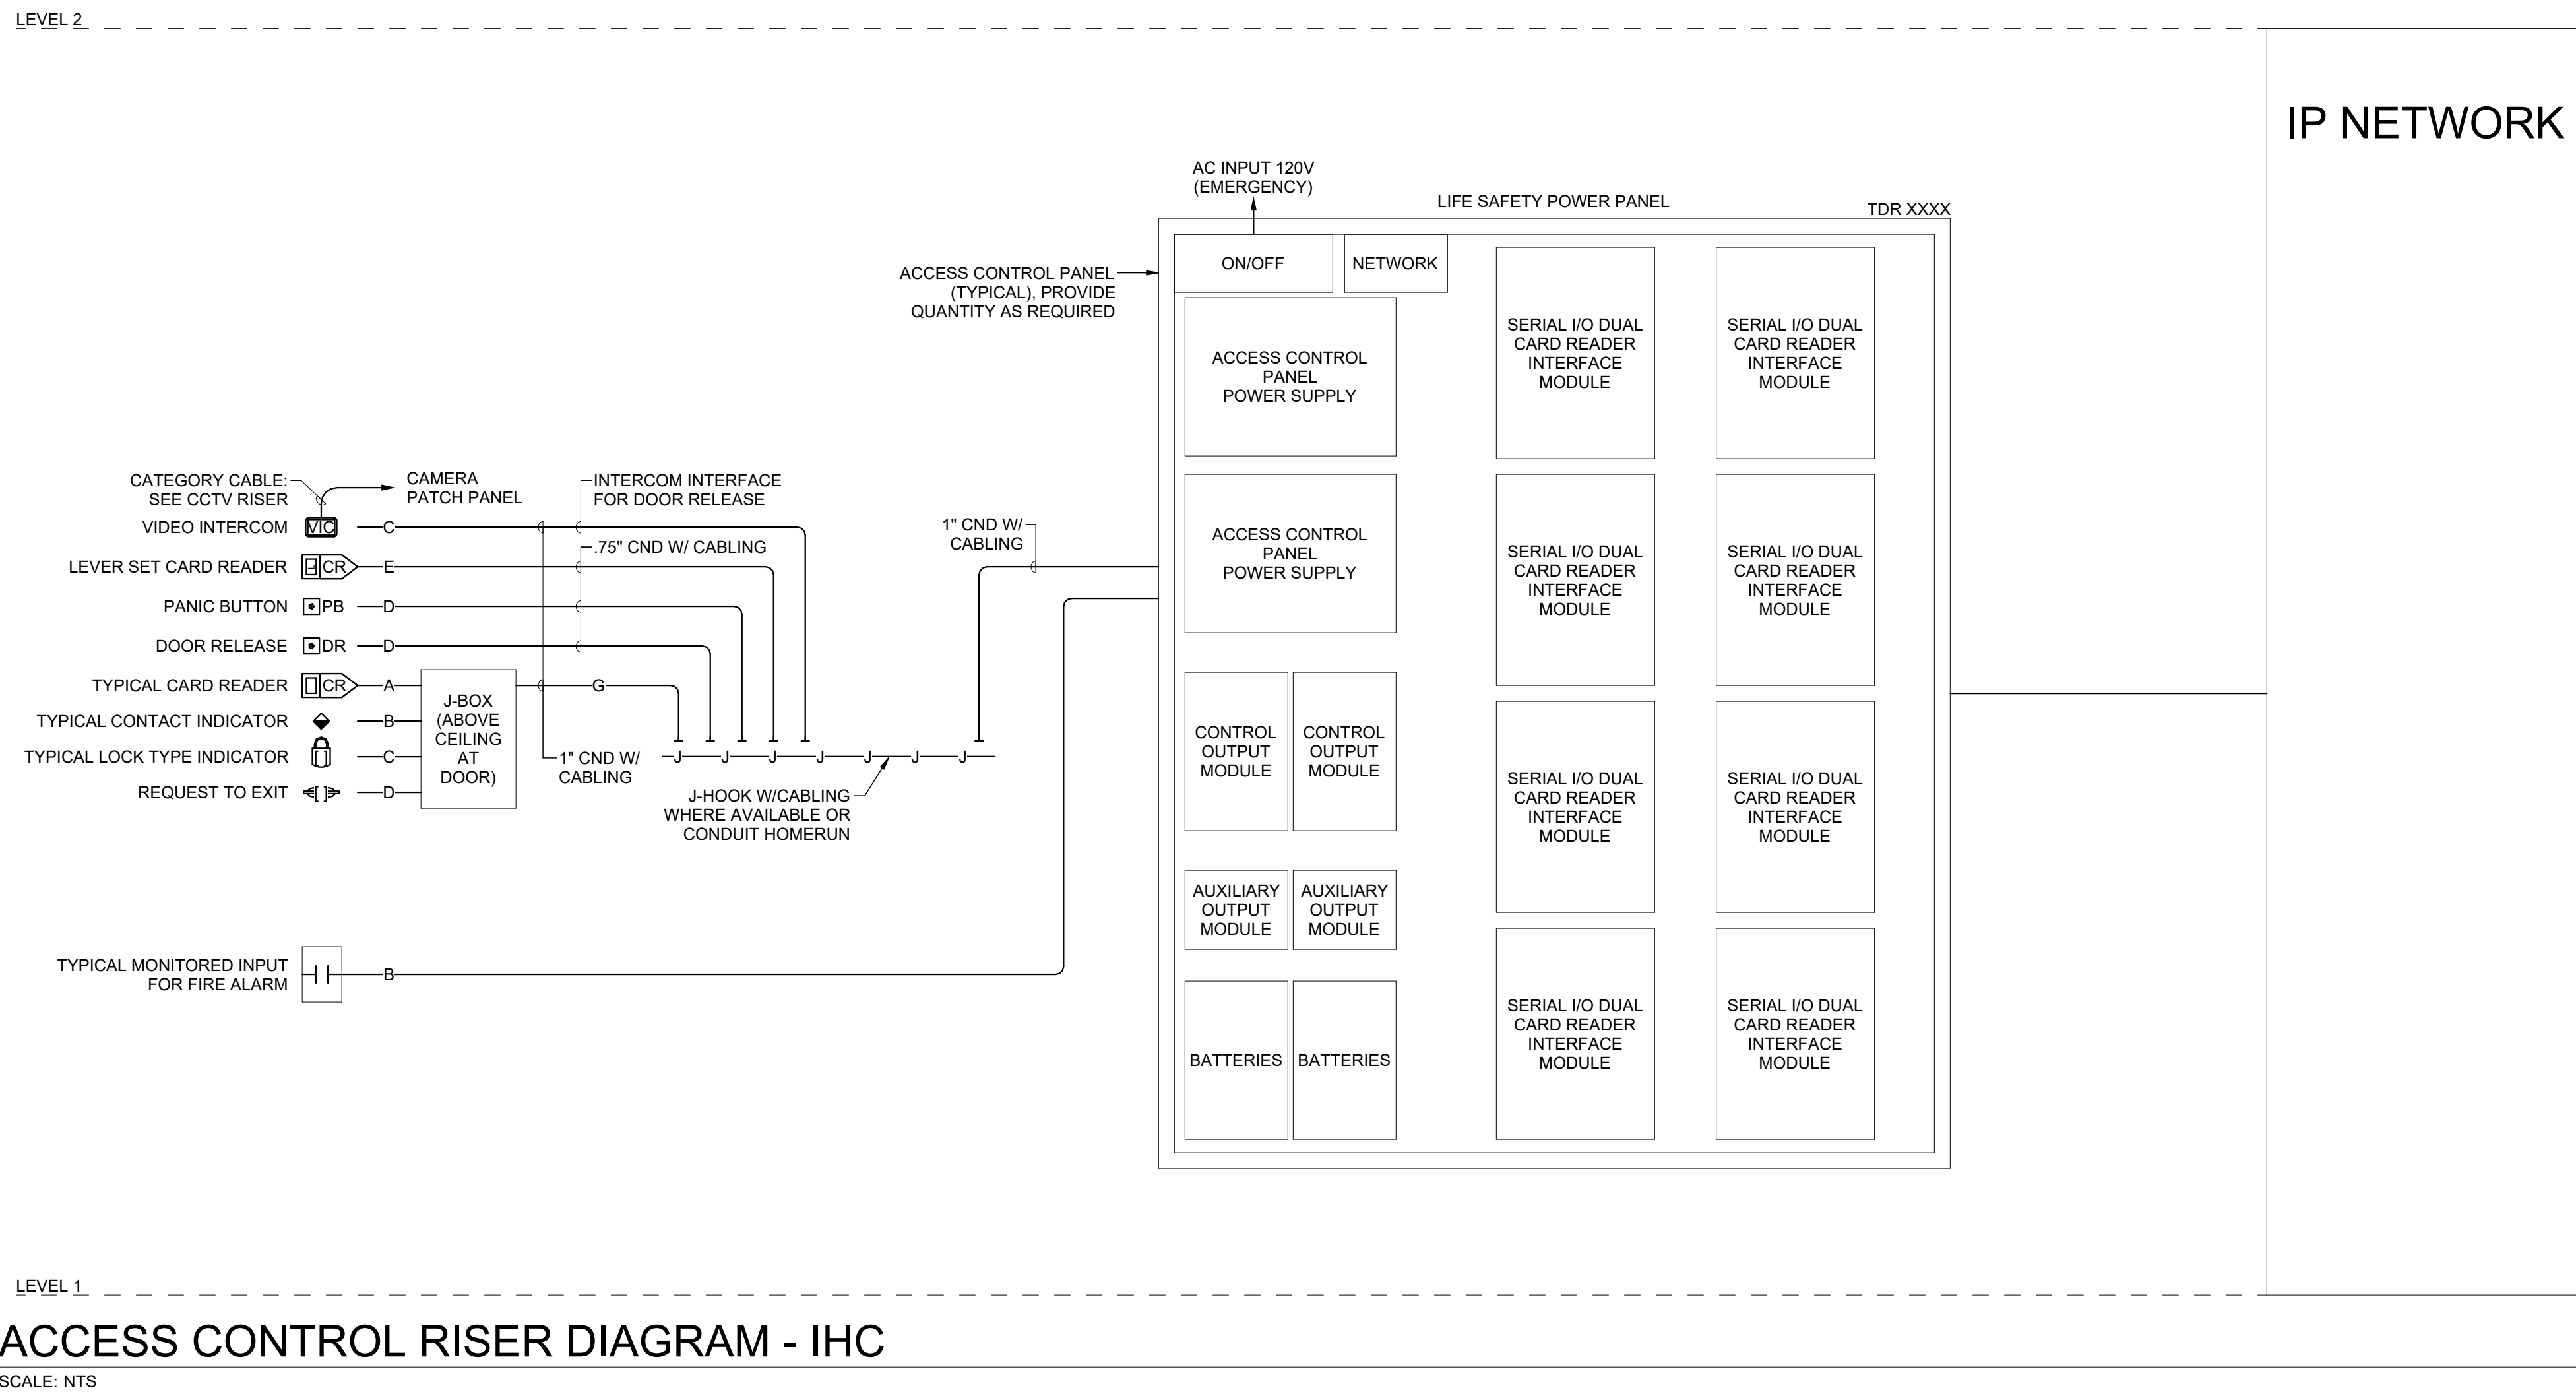 LEVEL 2
IP NETWORK
AC INPUT 120V
(EMERGENCY)
LIFE SAFETY POWER PANEL
TDR XXXX
ACCESS CONTROL PANEL
(TYPICAL), PROVIDE
QUANTITY AS REQUIRED
ON/OFF
NETWORK
ACCESS CONTROL
PANEL
POWER SUPPLY
ACCESS CONTROL
PANEL
POWER SUPPLY
CONTROL
OUTPUT
MODULE
CONTROL
OUTPUT
MODULE
AUXILIARY
OUTPUT
MODULE
AUXILIARY
OUTPUT
MODULE
BATTERIES
BATTERIES
SERIAL I/O DUAL
CARD READER
INTERFACE
MODULE
SERIAL I/O DUAL
CARD READER
INTERFACE
MODULE
SERIAL I/O DUAL
CARD READER
INTERFACE
MODULE
SERIAL I/O DUAL
CARD READER
INTERFACE
MODULE
SERIAL I/O DUAL
CARD READER
INTERFACE
MODULE
SERIAL I/O DUAL
CARD READER
INTERFACE
MODULE
SERIAL I/O DUAL
CARD READER
INTERFACE
MODULE
SERIAL I/O DUAL
CARD READER
INTERFACE
MODULE
CATEGORY CABLE:
SEE CCTV RISER
CAMERA
PATCH PANEL
INTERCOM INTERFACE
FOR DOOR RELEASE
VIDEO INTERCOM VIC C
.75" CND W/ CABLING
1" CND W/
CABLING
LEVER SET CARD READER CR E
PANIC BUTTON PB D
DOOR RELEASE DR D
TYPICAL CARD READER CR A
G
TYPICAL CONTACT INDICATOR B
TYPICAL LOCK TYPE INDICATOR C
REQUEST TO EXIT D
J-BOX
(ABOVE
CEILING
AT
DOOR)
1" CND W/
CABLING
J J J J J J J
J-HOOK W/CABLING
WHERE AVAILABLE OR
CONDUIT HOMERUN
TYPICAL MONITORED INPUT
FOR FIRE ALARM
B
LEVEL 1
ACCESS CONTROL RISER DIAGRAM - IHC
SCALE: NTS